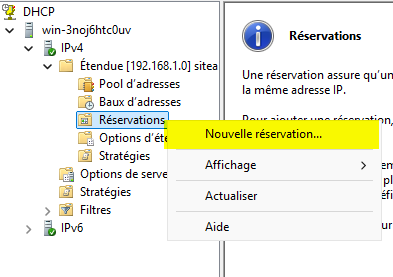 DHCP
win-3noj6htc0uv
IPv4
Étendue [192.168.1.0] sitea
Pool d'adresses
Baux d'adresses
Réservations
Options d'éte
Stratégies
Options de serve
Stratégies
Filtres
IPv6
Réservations
Une réservation assure qu'un
la même adresse IP.
Pour ajouter une réservation,
Nouvelle réservation...
Affichage
Actualiser
Aide